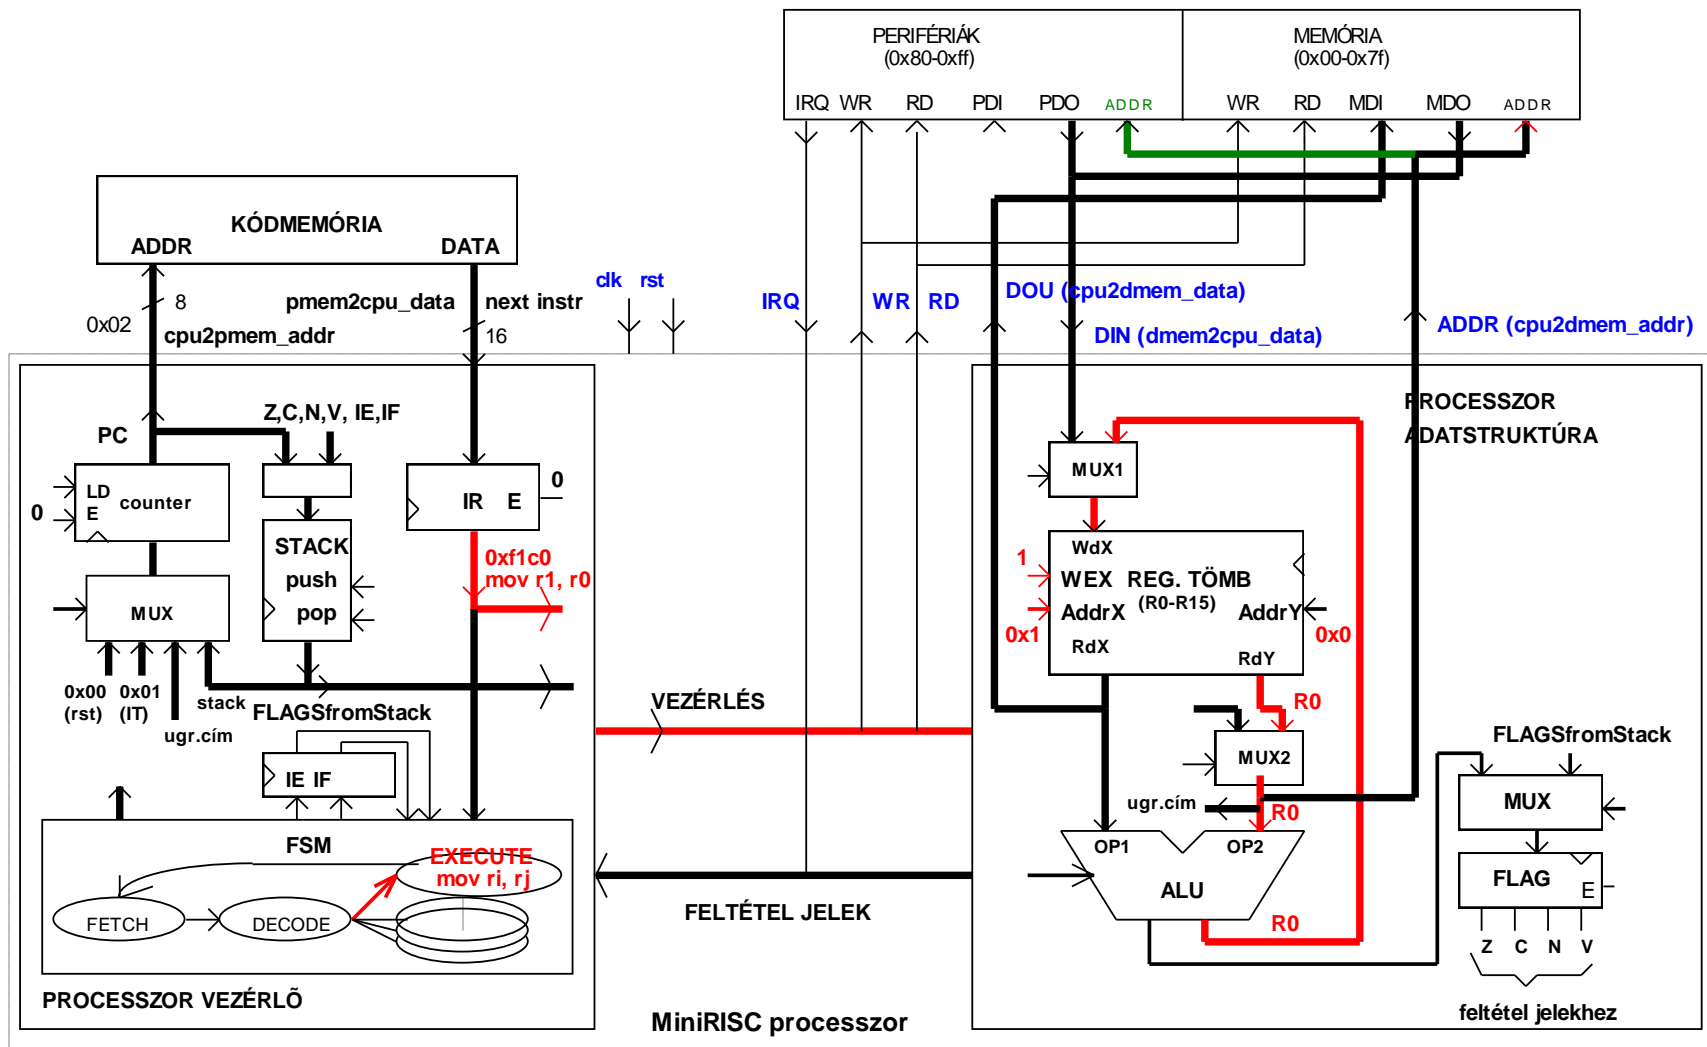 PERIFÉRIÁK
(0x80-0xff)
MEMÓRIA
(0x00-0x7f)
IRQ WR RD PDI PDO ADDR
WR RD MDI MDO ADDR
KÓDMEMÓRIA
ADDR DATA
8
0x02
cpu2pmem_addr
pmem2cpu_data
next instr
16
clk rst
IRQ
WR RD
DOU (cpu2dmem_data)
DIN (dmem2cpu_data)
ADDR (cpu2dmem_addr)
PC
Z,C,N,V, IE,IF
LD
E
counter
0
IR E
0
STACK
push
pop
0xf1c0
mov r1, r0
MUX
0x00
(rst)
0x01
(IT)
ugr.cím
stack
FLAGSfromStack
IE IF
FSM
EXECUTE
mov ri, rj
FETCH
DECODE
PROCESSZOR VEZÉRLÕ
VEZÉRLÉS
FELTÉTEL JELEK
MiniRISC processzor
PROCESSZOR
ADATSTRUKTÚRA
MUX1
WdX
1
WEX REG. TÖMB
(R0-R15)
AddrX AddrY
0x1
0x0
RdX
RdY
R0
MUX2
ugr.cím
R0
OP1 OP2
ALU
R0
FLAGSfromStack
MUX
FLAG
E
Z C N V
feltétel jelekhez